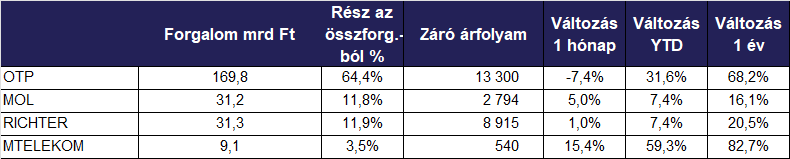 Forgalom mrd Ft Rész az összforg.-ból % Záró árfolyam Változás 1 hónap Változás YTD Változás 1 év
OTP 169,8 64,4% 13 300 -7,4% 31,6% 68,2%
MOL 31,2 11,8% 2 794 5,0% 7,4% 16,1%
RICHTER 31,3 11,9% 8 915 1,0% 7,4% 20,5%
MTELEKOM 9,1 3,5% 540 15,4% 59,3% 82,7%